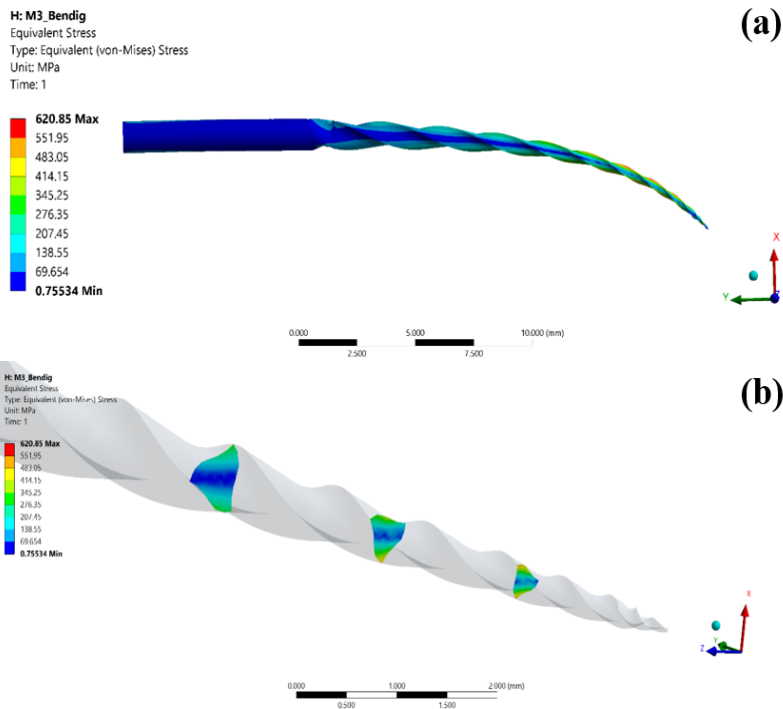 H: M3_Bendig
Equivalent Stress
Type: Equivalent (von-Mises) Stress
Unit: MPa
Time: 1
(a)
620.85 Max
551.95
483.05
414.15
345.25
276.35
207.45
138.55
69.654
0.75534 Min
X
Y
Z
0.000 5.000 10.000 (mm)
2.500 7.500
(b)
H: M3_Bendig
Equivalent Stress
Type: Equivalent (von-Mises) Stress
Unit: MPa
Time: 1
620.85 Max
551.95
483.05
414.15
345.25
276.35
207.45
138.55
69.654
0.75534 Min
X
Y
Z
0.000 1.000 2.000 (mm)
0.500 1.500